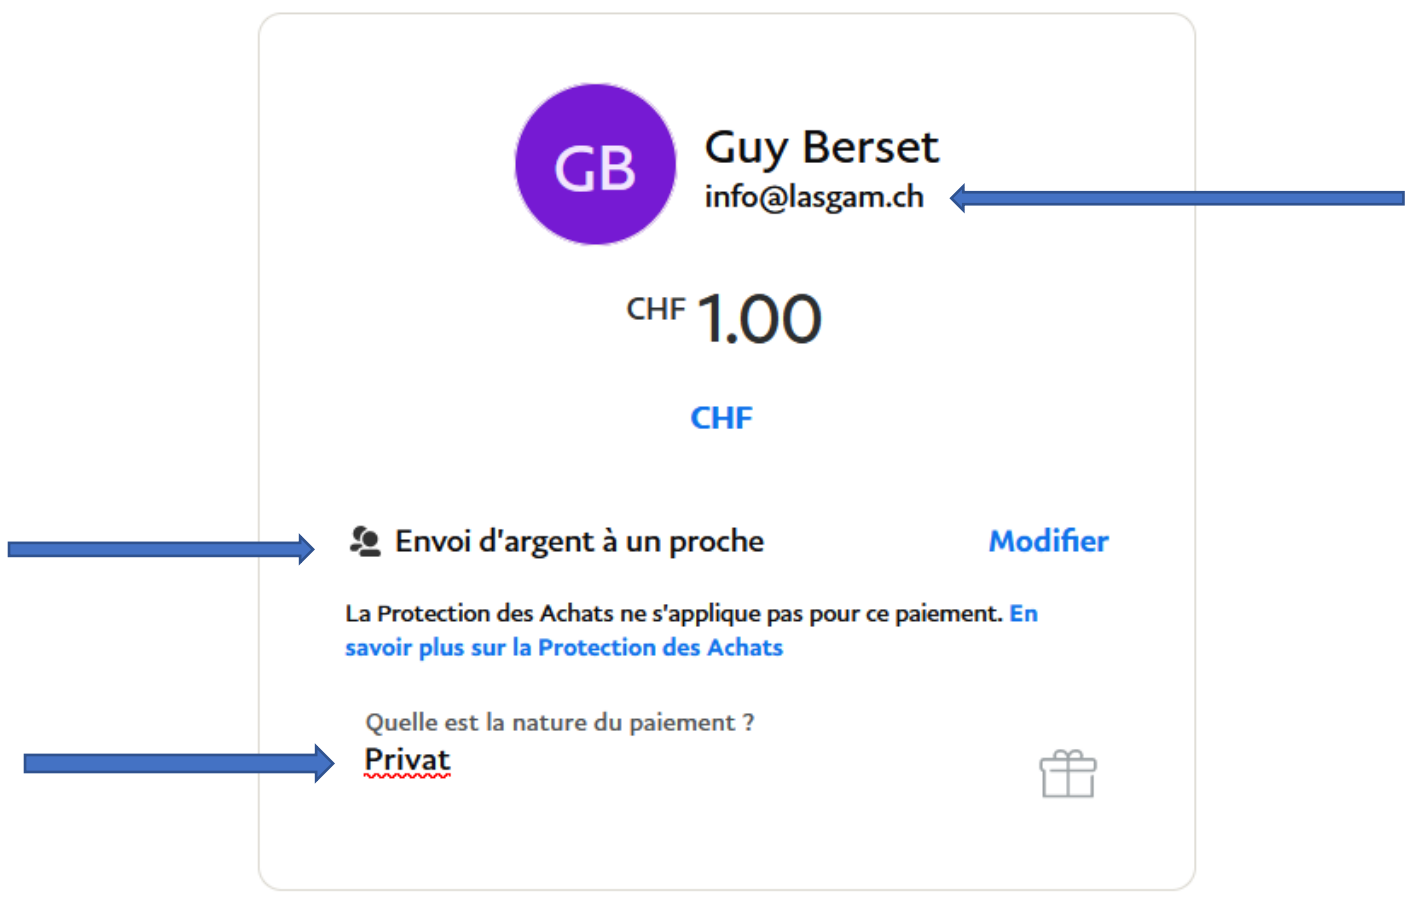 GB
Guy Berset
info@lasgam.ch
CHF 1.00
CHF
Envoi d'argent à un proche
Modifier
La Protection des Achats ne s'applique pas pour ce paiement. En
savoir plus sur la Protection des Achats
Quelle est la nature du paiement ?
Privat